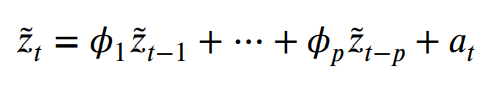 z̃ₜ = ϕ₁z̃ₜ₋₁ + ⋯ + ϕₚz̃ₜ₋ₚ + aₜ